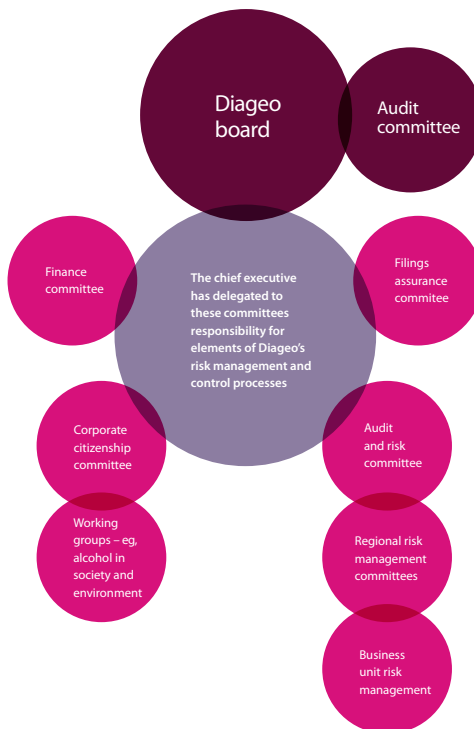 Diageo
board
Audit
committee
Finance
committee
The chief executive
has delegated to
these committees
responsibility for
elements of Diageo's
risk management and
control processes
Filings
assurance
commitee
Corporate
citizenship
committee
Audit
and risk
committee
Working
groups – eg,
alcohol in
society and
environment
Regional risk
management
committees
Business
unit risk
management